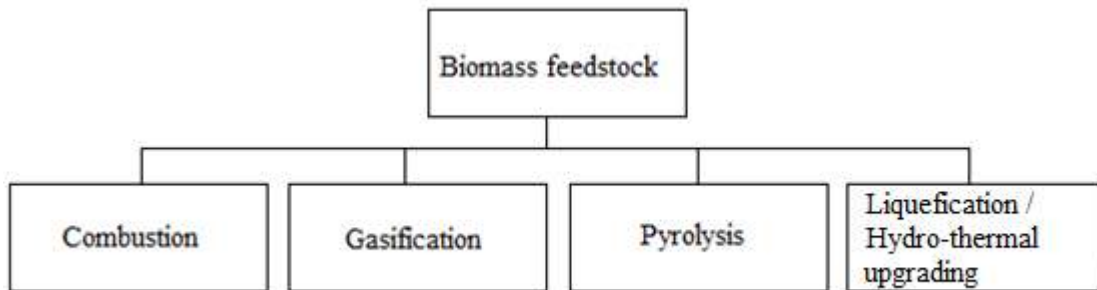 Biomass feedstock
Combustion
Gasification
Pyrolysis
Liquefication /
Hydro-thermal
upgrading